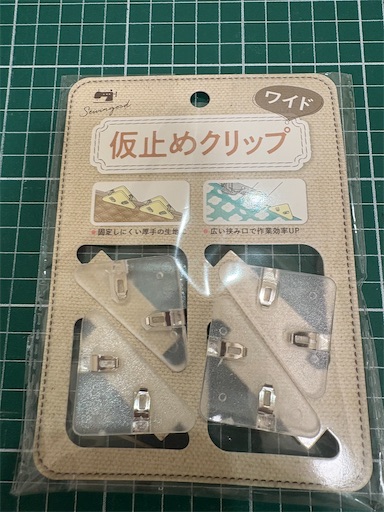 Sewingood
ワイド
仮止めクリップ
★固定しにくい厚手の生地に
★広い挟み口で作業効率UP